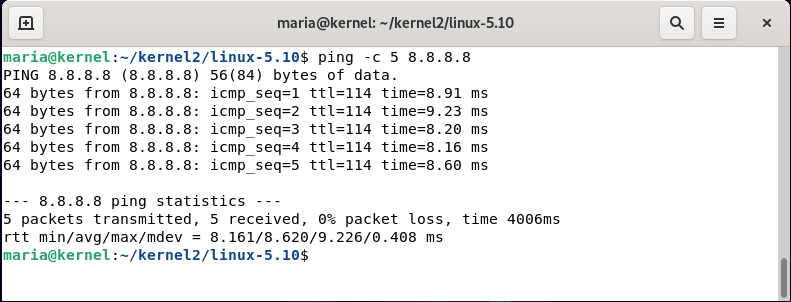 maria@kernel: ~/kernel2/linux-5.10
maria@kernel:~/kernel2/linux-5.10$ ping -c 5 8.8.8.8
PING 8.8.8.8 (8.8.8.8) 56(84) bytes of data.
64 bytes from 8.8.8.8: icmp_seq=1 ttl=114 time=8.91 ms
64 bytes from 8.8.8.8: icmp_seq=2 ttl=114 time=9.23 ms
64 bytes from 8.8.8.8: icmp_seq=3 ttl=114 time=8.20 ms
64 bytes from 8.8.8.8: icmp_seq=4 ttl=114 time=8.16 ms
64 bytes from 8.8.8.8: icmp_seq=5 ttl=114 time=8.60 ms

--- 8.8.8.8 ping statistics ---
5 packets transmitted, 5 received, 0% packet loss, time 4006ms
rtt min/avg/max/mdev = 8.161/8.620/9.226/0.408 ms
maria@kernel:~/kernel2/linux-5.10$